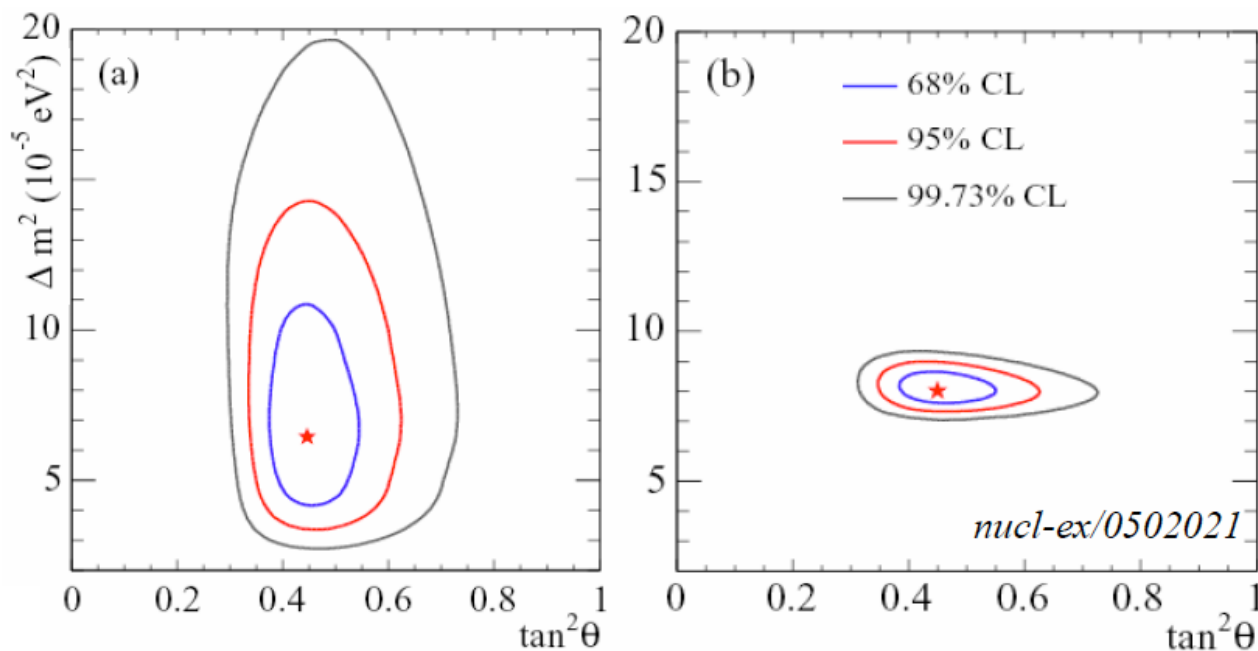 20
15
10
5
Δ m² (10⁻⁵ eV²)
(a)
0 0.2 0.4 0.6 0.8 1
tan²θ
20
15
10
5
(b)
68% CL
95% CL
99.73% CL
nucl-ex/0502021
0 0.2 0.4 0.6 0.8 1
tan²θ